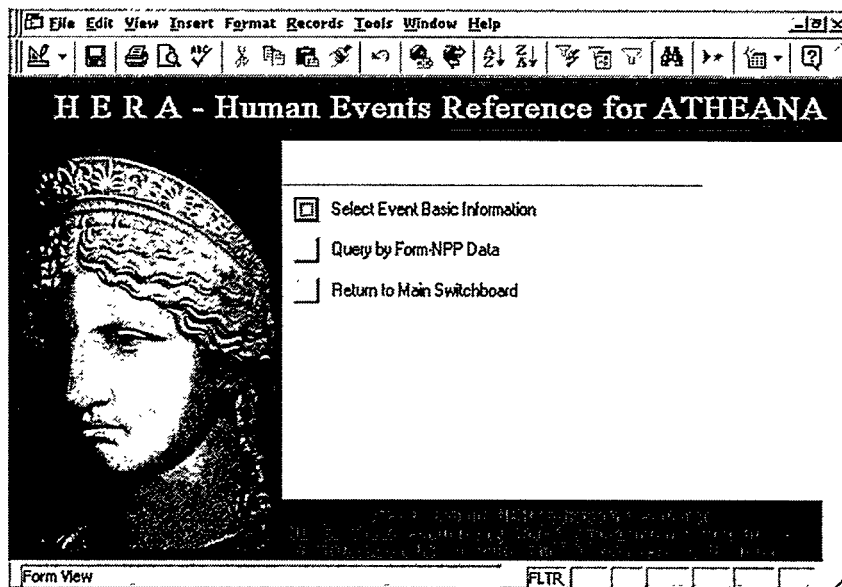 File Edit View Insert Format Records Tools Window Help
H E R A - Human Events Reference for ATHEANA
Select Event Basic Information
Query by Form-NPP Data
Return to Main Switchboard
Form View
FLTR